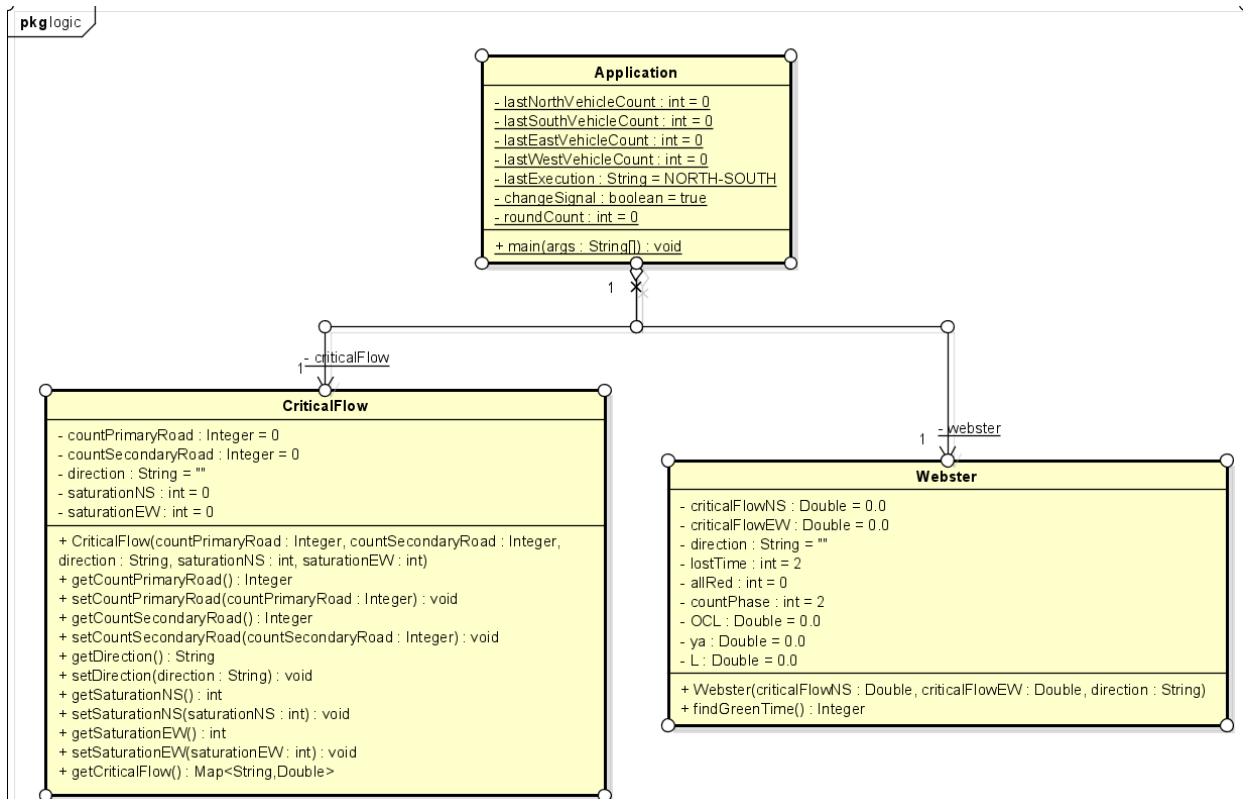 pkg logic
Application
- lastNorthVehicleCount : int = 0
- lastSouthVehicleCount : int = 0
- lastEastVehicleCount : int = 0
- lastWestVehicleCount : int = 0
- lastExecution : String = NORTH-SOUTH
- changeSignal : boolean = true
- roundCount : int = 0
+ main(args : String[]) : void
1
- criticalFlow
1
CriticalFlow
- countPrimaryRoad : Integer = 0
- countSecondaryRoad : Integer = 0
- direction : String = ""
- saturationNS : int = 0
- saturationEW : int = 0
+ CriticalFlow(countPrimaryRoad : Integer, countSecondaryRoad : Integer,
direction : String, saturationNS : int, saturationEW : int)
+ getCountPrimaryRoad() : Integer
+ setCountPrimaryRoad(countPrimaryRoad : Integer) : void
+ getCountSecondaryRoad() : Integer
+ setCountSecondaryRoad(countSecondaryRoad : Integer) : void
+ getDirection() : String
+ setDirection(direction : String) : void
+ getSaturationNS() : int
+ setSaturationNS(saturationNS : int) : void
+ getSaturationEW() : int
+ setSaturationEW(saturationEW : int) : void
+ getCriticalFlow() : Map<String,Double>
- webster
1
Webster
- criticalFlowNS : Double = 0.0
- criticalFlowEW : Double = 0.0
- direction : String = ""
- lostTime : int = 2
- allRed : int = 0
- countPhase : int = 2
- OCL : Double = 0.0
- ya : Double = 0.0
- L : Double = 0.0
+ Webster(criticalFlowNS : Double, criticalFlowEW : Double, direction : String)
+ findGreenTime() : Integer